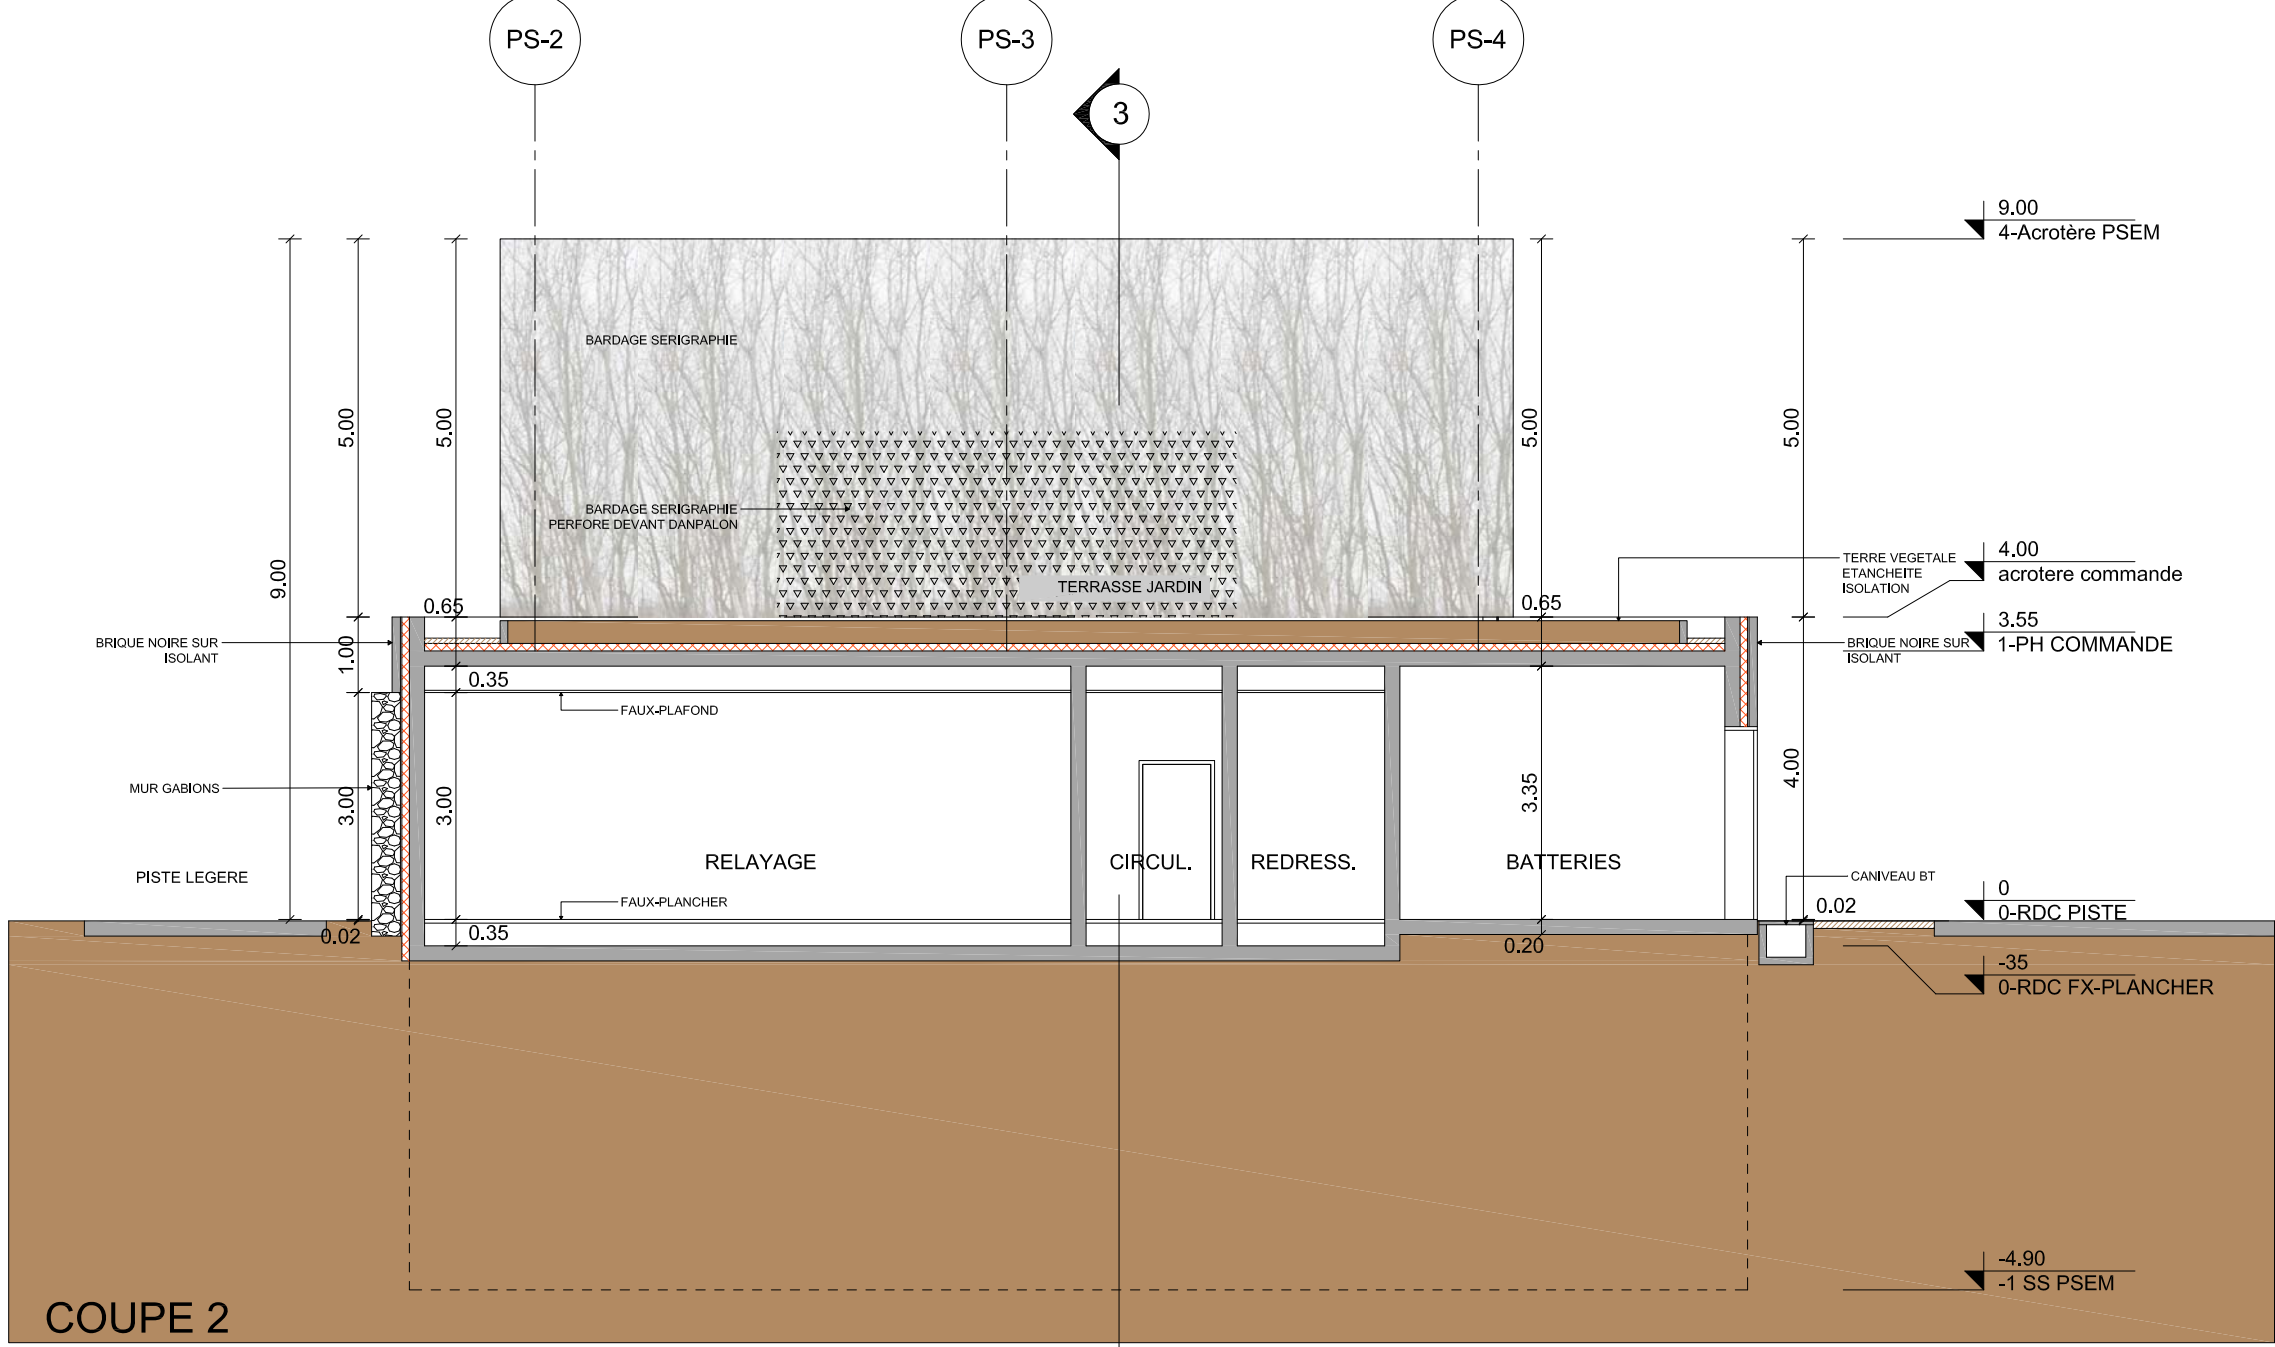 PS-2
PS-3
PS-4
3
9.00
4-Acrotère PSEM
BARDAGE SERIGRAPHIE
5.00
5.00
5.00
5.00
BARDAGE SERIGRAPHIE
PERFORE DEVANT DANPALON
9.00
TERRASSE JARDIN
TERRE VEGETALE
ETANCHEITE
ISOLATION
4.00
acrotere commande
0.65
0.65
3.55
1-PH COMMANDE
BRIQUE NOIRE SUR
ISOLANT
1.00
BRIQUE NOIRE SUR
ISOLANT
0.35
FAUX-PLAFOND
MUR GABIONS
3.00
3.00
3.35
4.00
RELAYAGE
CIRCUL.
REDRESS.
BATTERIES
PISTE LEGERE
CANIVEAU BT
FAUX-PLANCHER
0.02
0
0-RDC PISTE
0.02
0.35
0.20
-35
0-RDC FX-PLANCHER
-4.90
-1 SS PSEM
COUPE 2